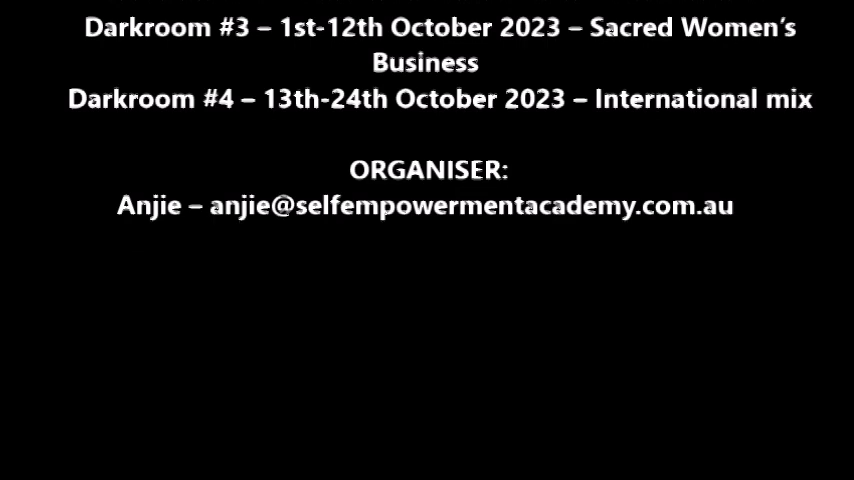 Darkroom #3 – 1st-12th October 2023 – Sacred Women’s
Business
Darkroom #4 – 13th-24th October 2023 – International mix
ORGANISER:
Anjie – anjie@selfempowermentacademy.com.au